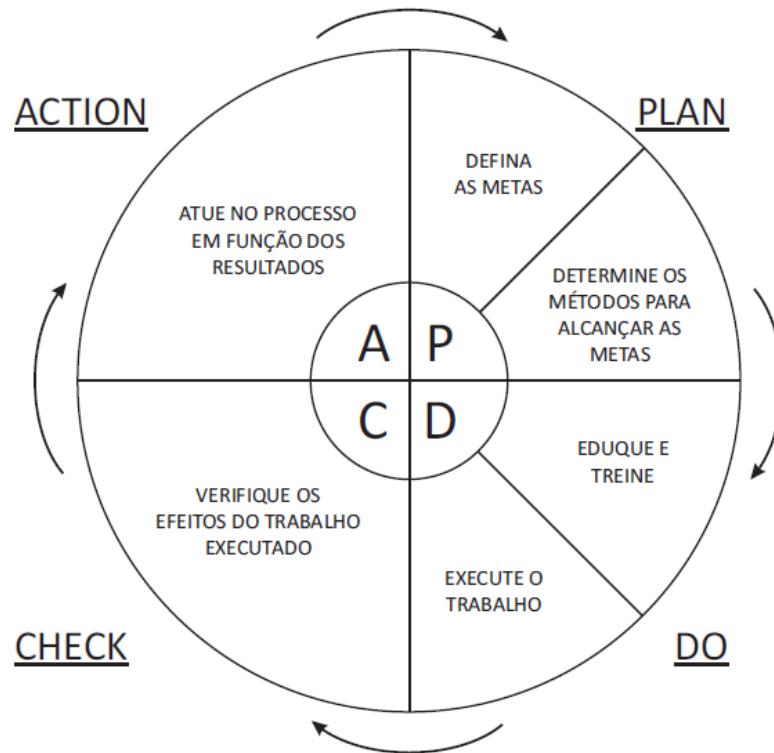 ACTION
PLAN
DEFINA
AS METAS
ATUE NO PROCESSO
EM FUNÇÃO DOS
RESULTADOS
DETERMINE OS
MÉTODOS PARA
ALCANÇAR AS
METAS
A P
C D
EDUQUE E
TREINE
VERIFIQUE OS
EFEITOS DO TRABALHO
EXECUTADO
EXECUTE O
TRABALHO
CHECK
DO